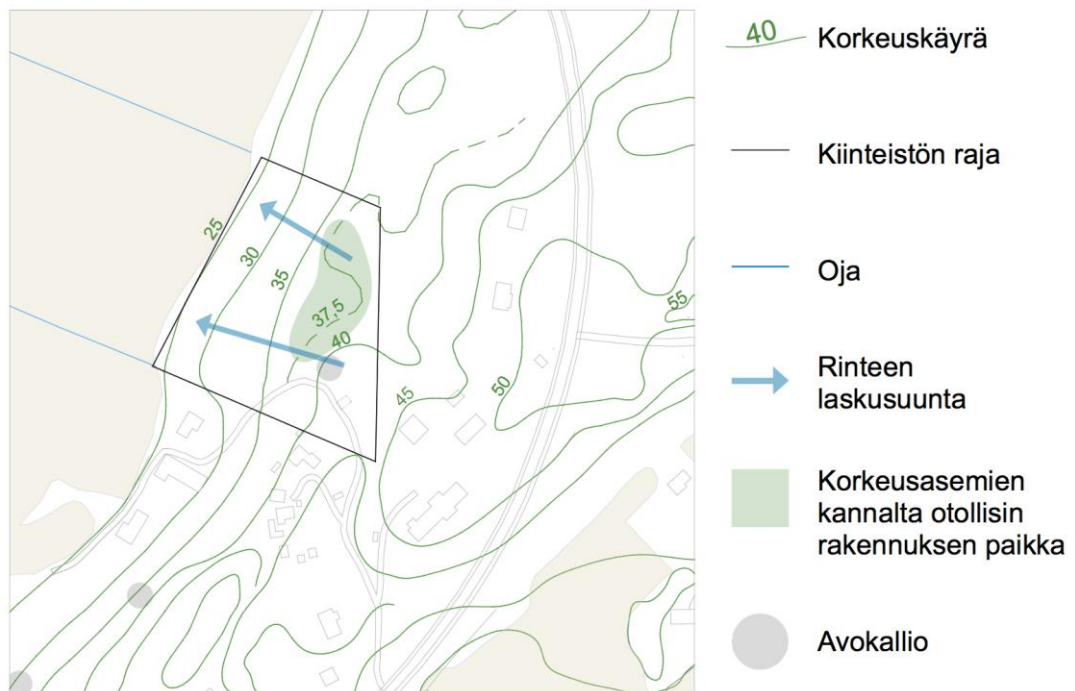 40
Korkeuskäyrä
Kiinteistön raja
Oja
Rinteen
laskusuunta
Korkeusasemien
kannalta otollisin
rakennuksen paikka
Avokallio
25
30
35
37,5
40
45
50
55